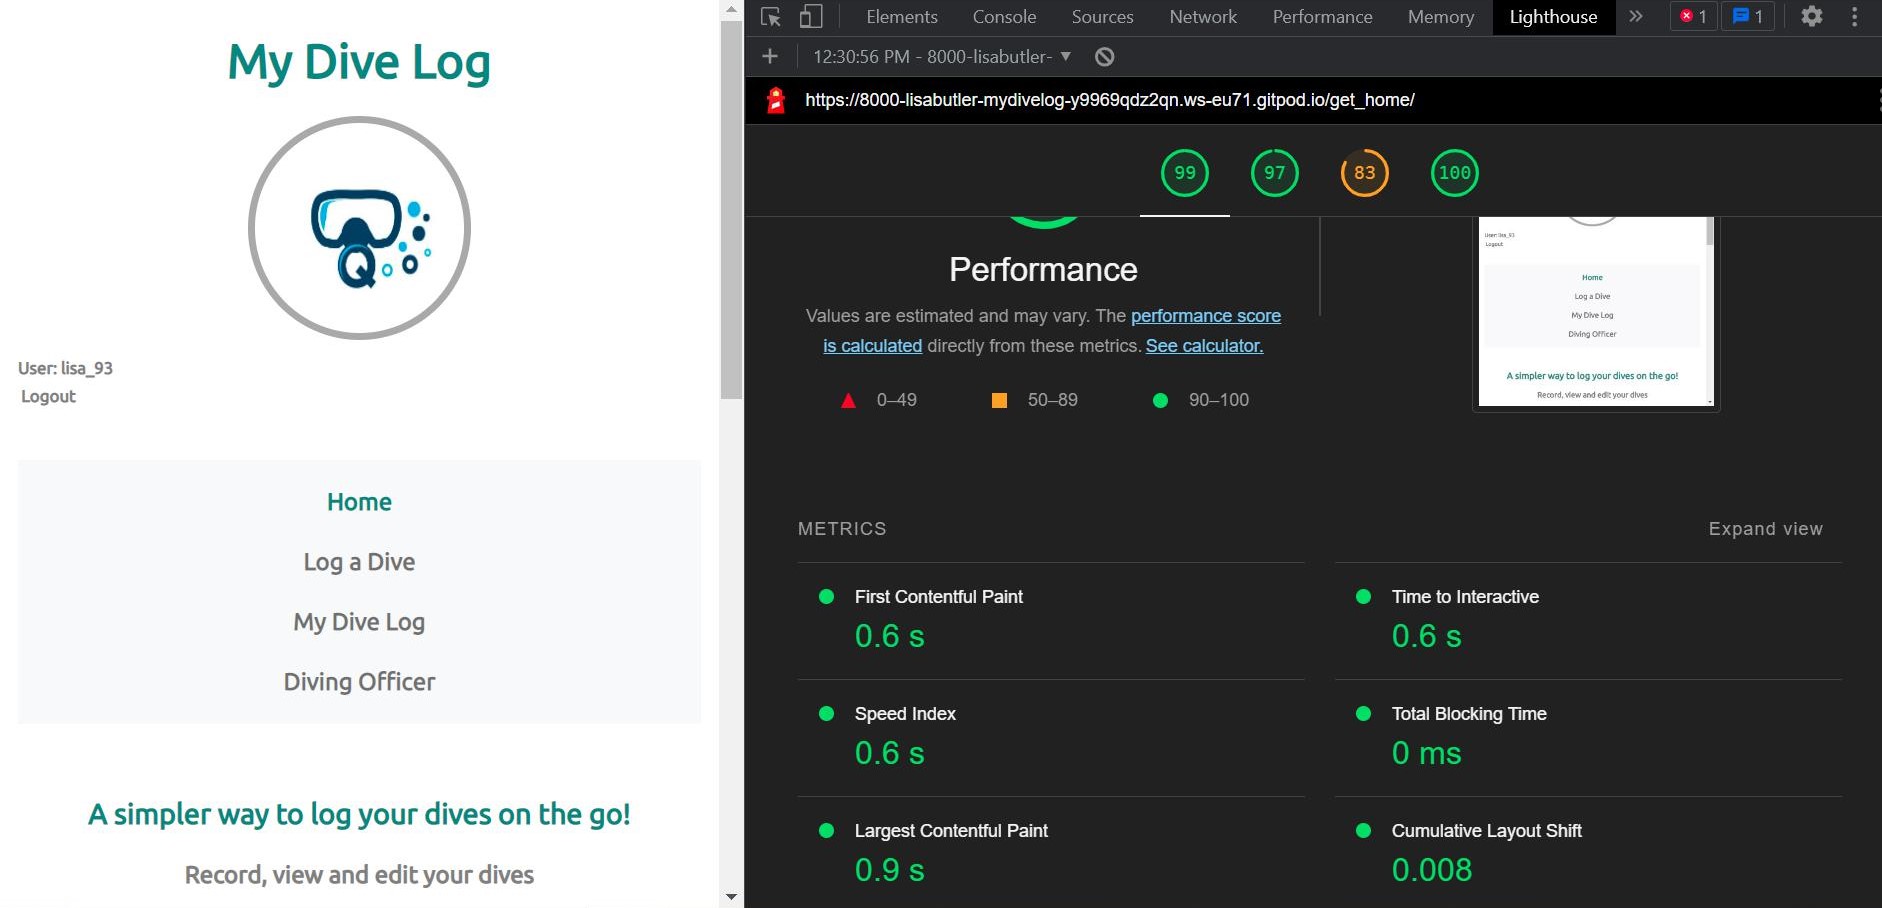 My Dive Log
Q
User: lisa_93
Logout
Home
Log a Dive
My Dive Log
Diving Officer
A simpler way to log your dives on the go!
Record, view and edit your dives
Elements Console Sources Network Performance Memory Lighthouse » 1 1
+ 12:30:56 PM - 8000-lisabutler-
https://8000-lisabutler-mydivelog-y9969qdz2qn.ws-eu71.gitpod.io/get_home/
99 97 83 100
Performance
Values are estimated and may vary. The performance score
is calculated directly from these metrics. See calculator.
0–49 50–89 90–100
User: lisa_93
Logout
Home
Log a Dive
My Dive Log
Diving Officer
A simpler way to log your dives on the go!
Record, view and edit your dives
METRICS Expand view
First Contentful Paint
0.6 s
Time to Interactive
0.6 s
Speed Index
0.6 s
Total Blocking Time
0 ms
Largest Contentful Paint
0.9 s
Cumulative Layout Shift
0.008